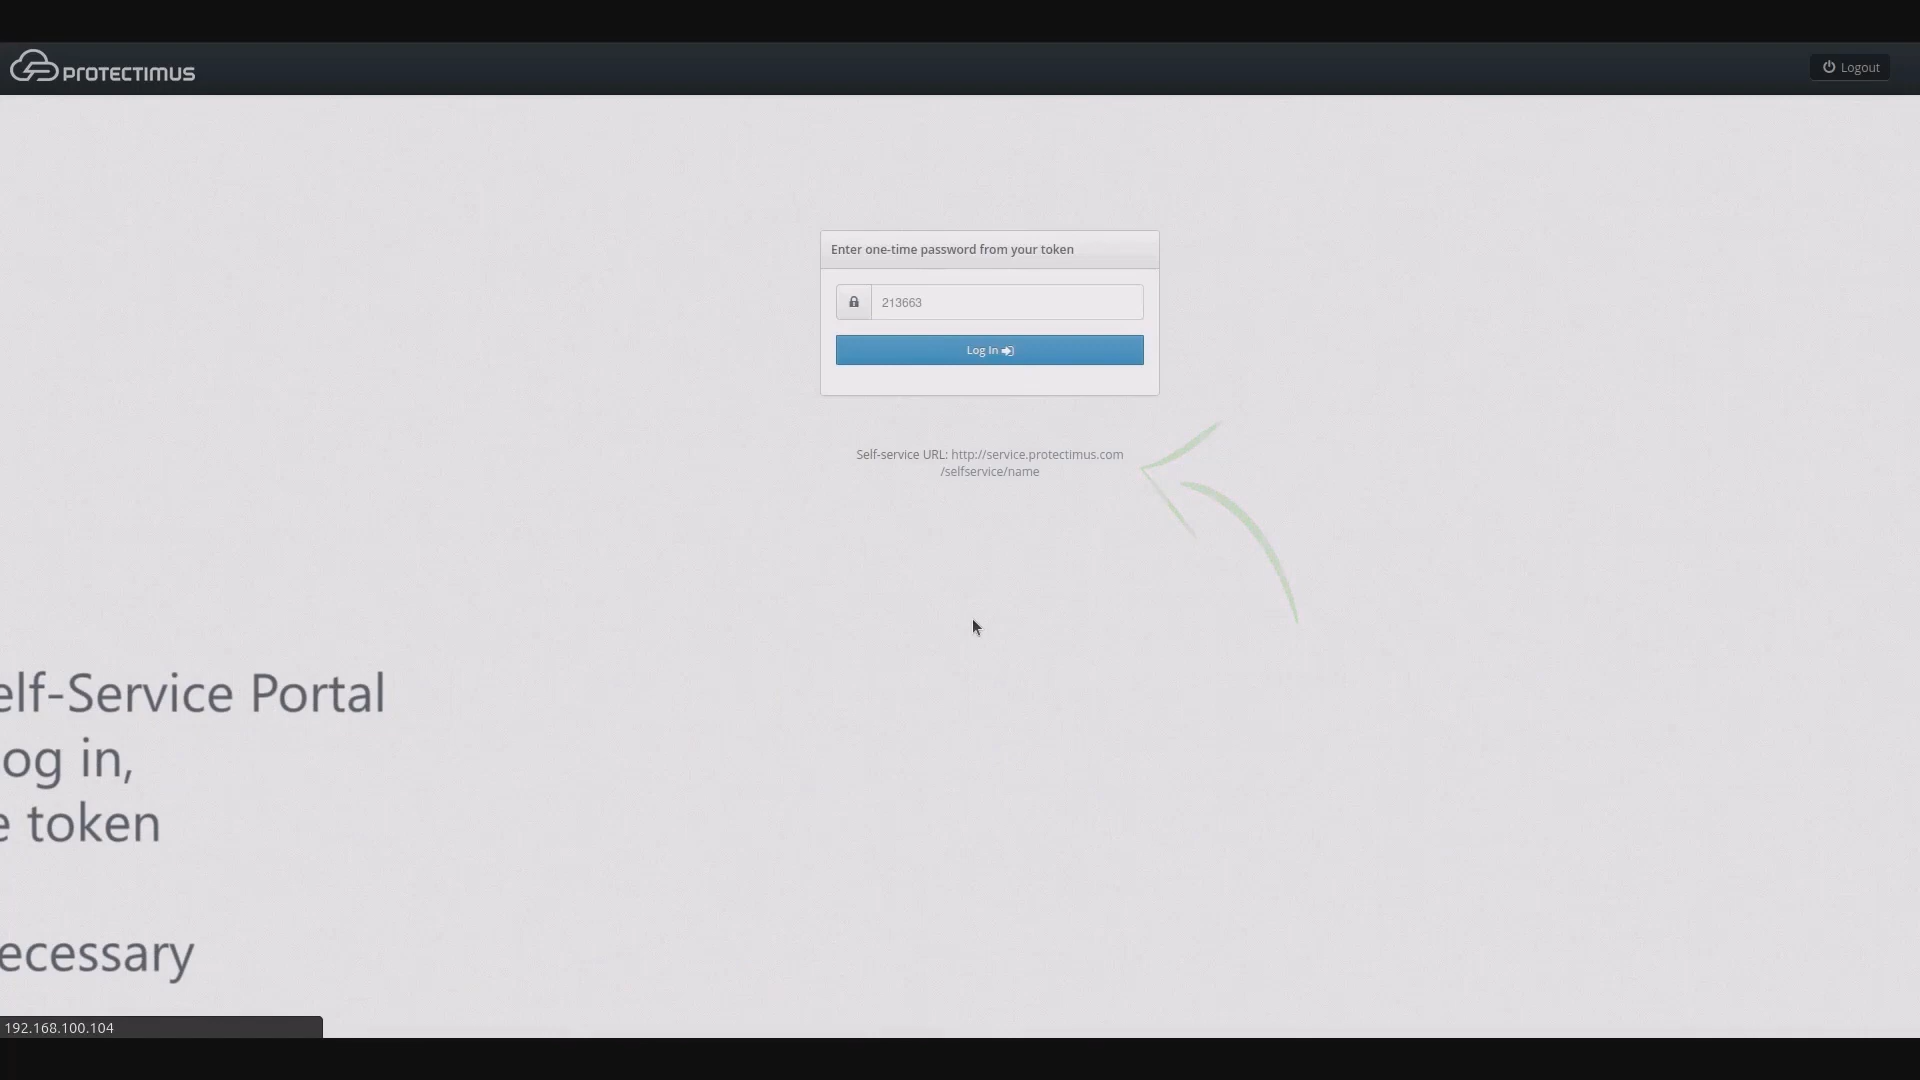 PROTECTIMUS
Logout
Enter one-time password from your token
213663
Log In
Self-service URL: http://service.protectimus.com
/selfservice/name
elf-Service Portal
og in,
e token
ecessary
192.168.100.104